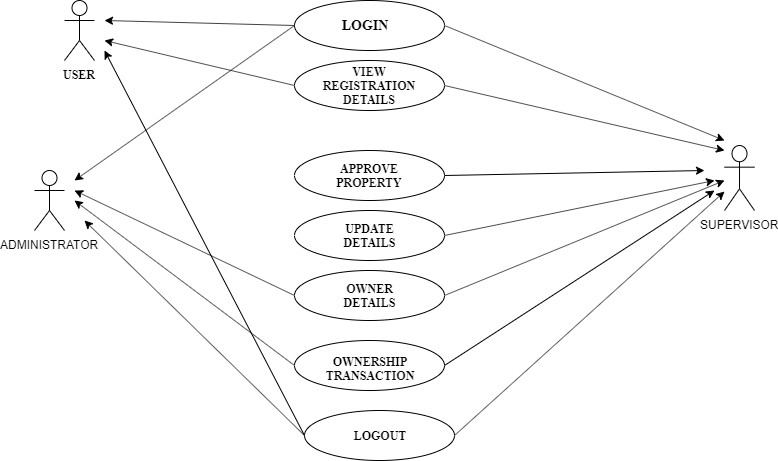 LOGIN
USER
VIEW
REGISTRATION
DETAILS
APPROVE
PROPERTY
SUPERVISOR
ADMINISTRATOR
UPDATE
DETAILS
OWNER
DETAILS
OWNERSHIP
TRANSACTION
LOGOUT